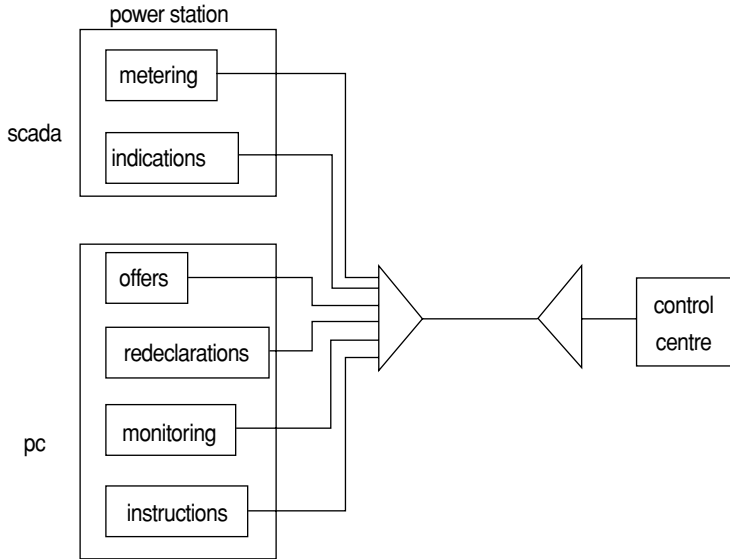 power station
scada
metering
indications
pc
offers
redeclarations
monitoring
instructions
control
centre